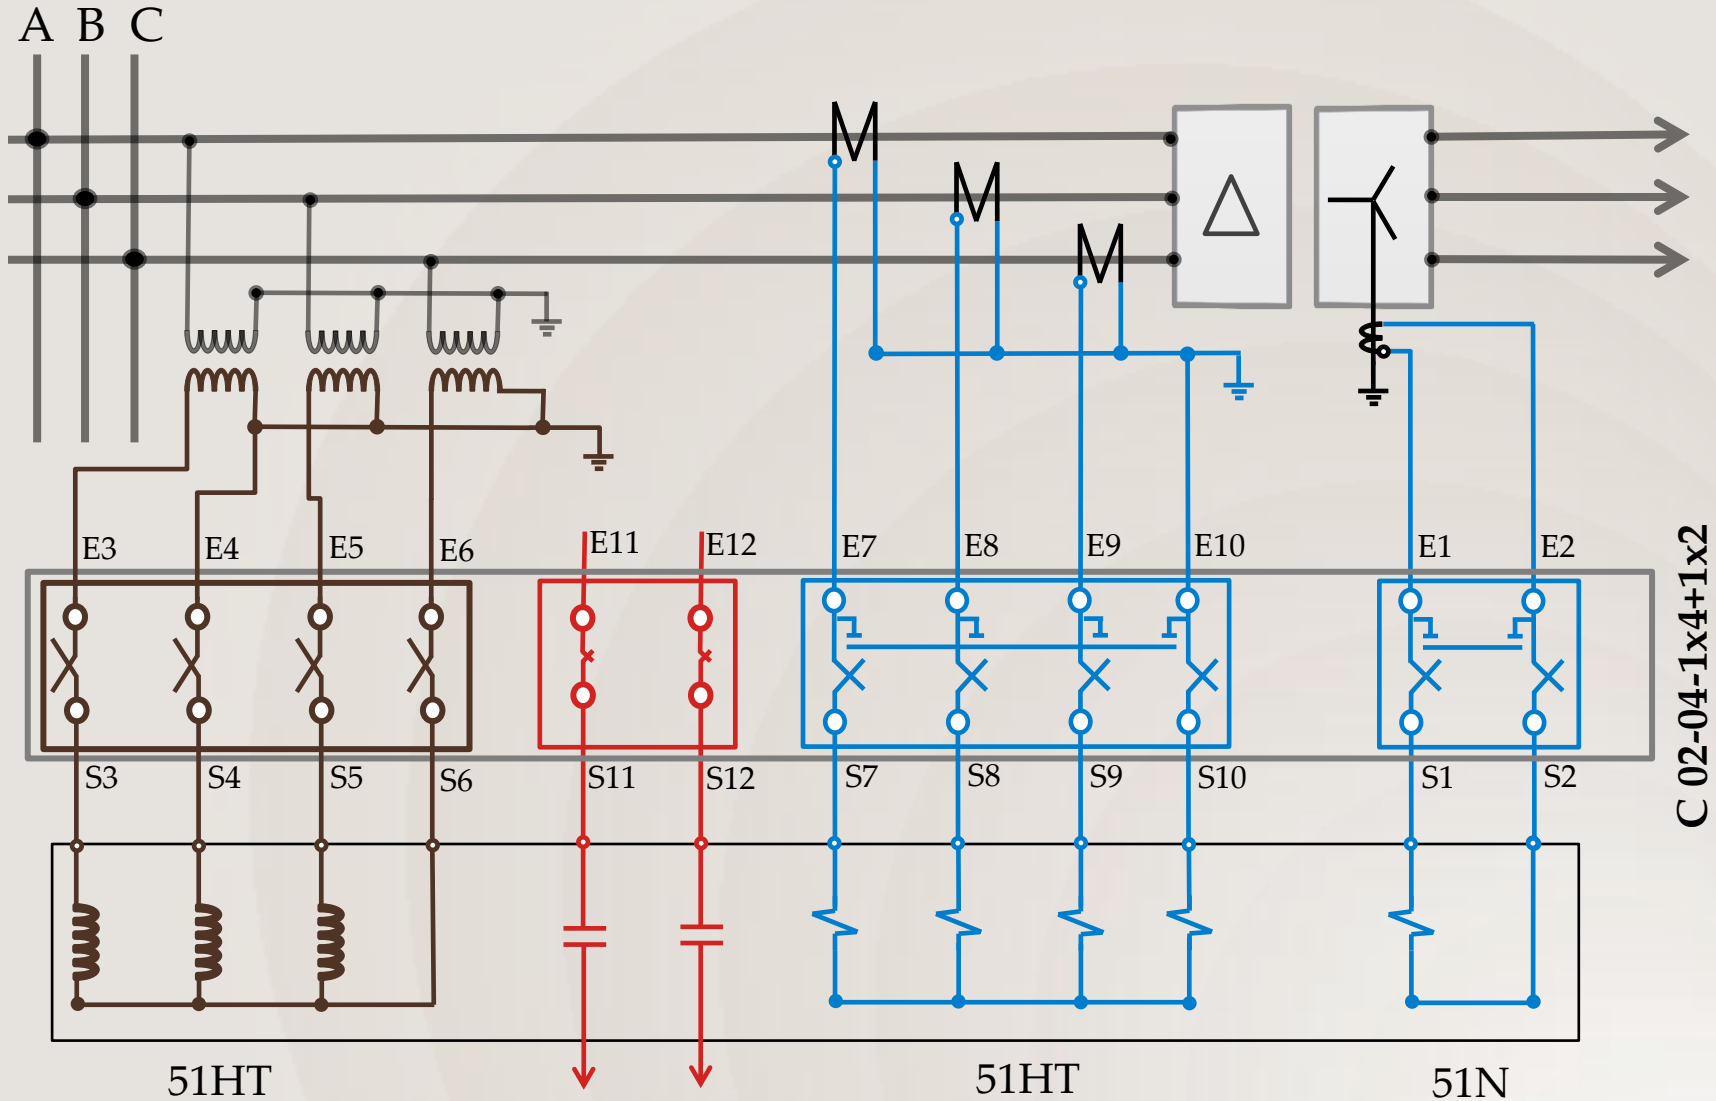 A B C
E3 E4 E5 E6 E11 E12 E7 E8 E9 E10 E1 E2
C 02-04-1x4+1x2
S3 S4 S5 S6 S11 S12 S7 S8 S9 S10 S1 S2
51HT 51HT 51N